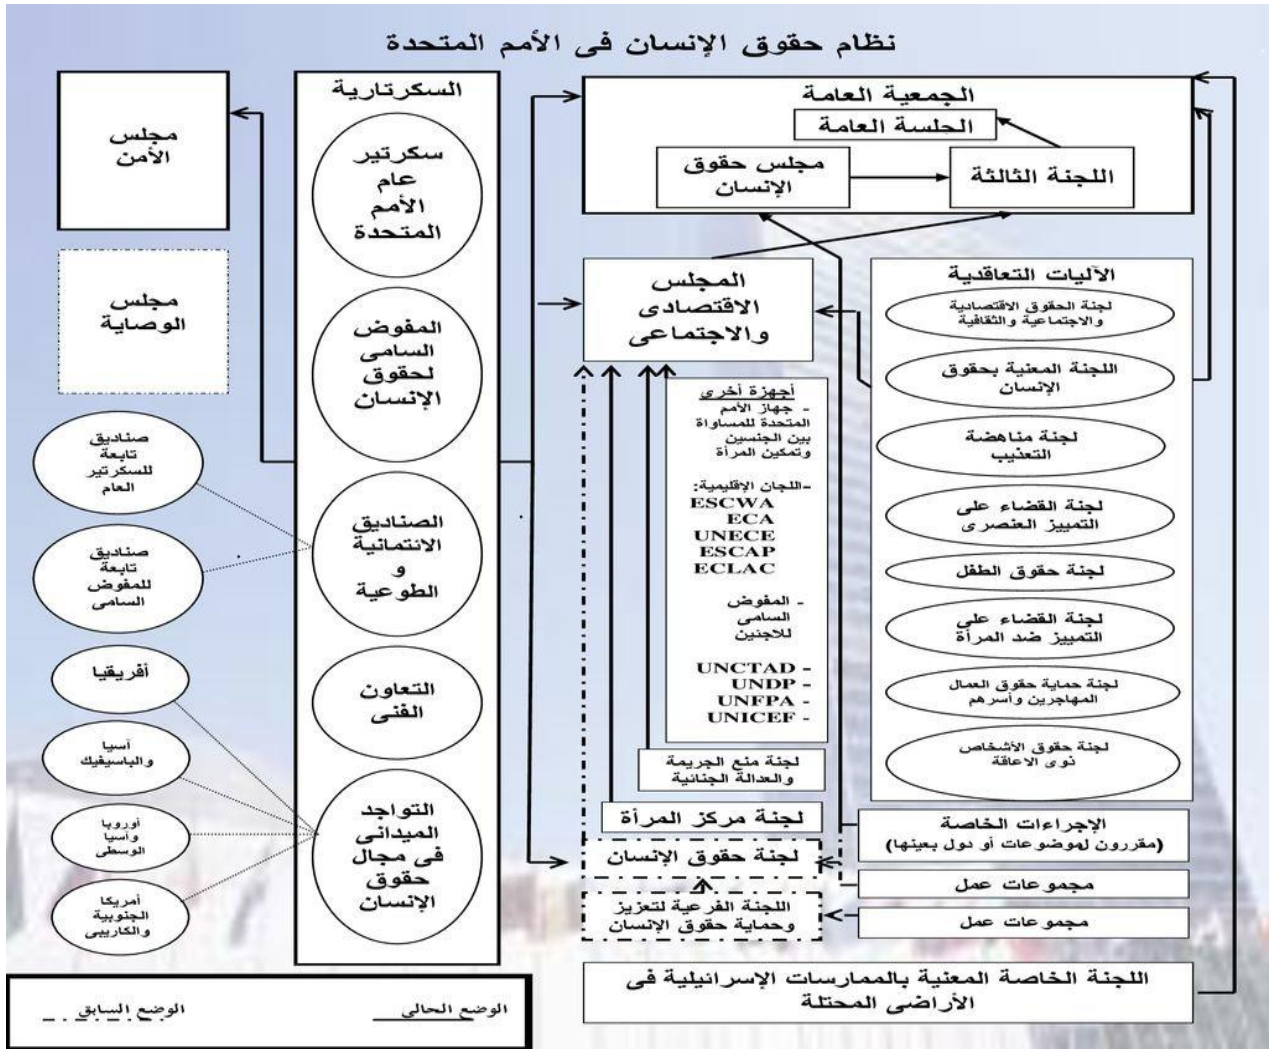 نظام حقوق الإنسان فى الأمم المتحدة
الجمعية العامة
الجلسة العامة
اللجنة الثالثة
مجلس حقوق
الإنسان
السكرتارية
سكرتير
عام
الأمم
المتحدة
المفوض
السامى
لحقوق
الإنسان
الصناديق
الائتمانية
و
الطوعية
التعاون
الفنى
التواجد
الميدانى
فى مجال
حقوق
الإنسان
مجلس
الأمن
مجلس
الوصاية
صناديق
تابعة
للسكرتير
العام
صناديق
تابعة
للمفوض
السامى
أفريقيا
آسيا
والباسيفيك
أوروبا
وأسيا
الوسطى
أمريكا
الجنوبية
والكاريبى
الآليات التعاقدية
لجنة الحقوق الاقتصادية
والاجتماعية والثقافية
اللجنة المعنية بحقوق
الإنسان
لجنة مناهضة
التعذيب
لجنة القضاء على
التمييز العنصرى
لجنة حقوق الطفل
لجنة القضاء على
التمييز ضد المرأة
لجنة حماية حقوق العمال
المهاجرين وأسرهم
لجنة حقوق الأشخاص
ذوى الاعاقة
المجلس
الاقتصادى
والاجتماعى
أجهزة أخرى
- جهاز الأمم
المتحدة للمساواة
بين الجنسين
وتمكين المرأة
-اللجان الإقليمية:
ESCWA
ECA
UNECE
ESCAP
ECLAC
- المفوض
السامى
للاجئين
UNCTAD -
UNDP -
UNFPA -
UNICEF -
لجنة منع الجريمة
والعدالة الجنائية
لجنة مركز المرأة
لجنة حقوق الإنسان
اللجنة الفرعية لتعزيز
وحماية حقوق الإنسان
الإجراءات الخاصة
(مقررون لموضوعات أو دول بعينها)
مجموعات عمل
مجموعات عمل
اللجنة الخاصة المعنية بالممارسات الإسرائيلية فى
الأراضى المحتلة
الوضع الحالى
الوضع السابق